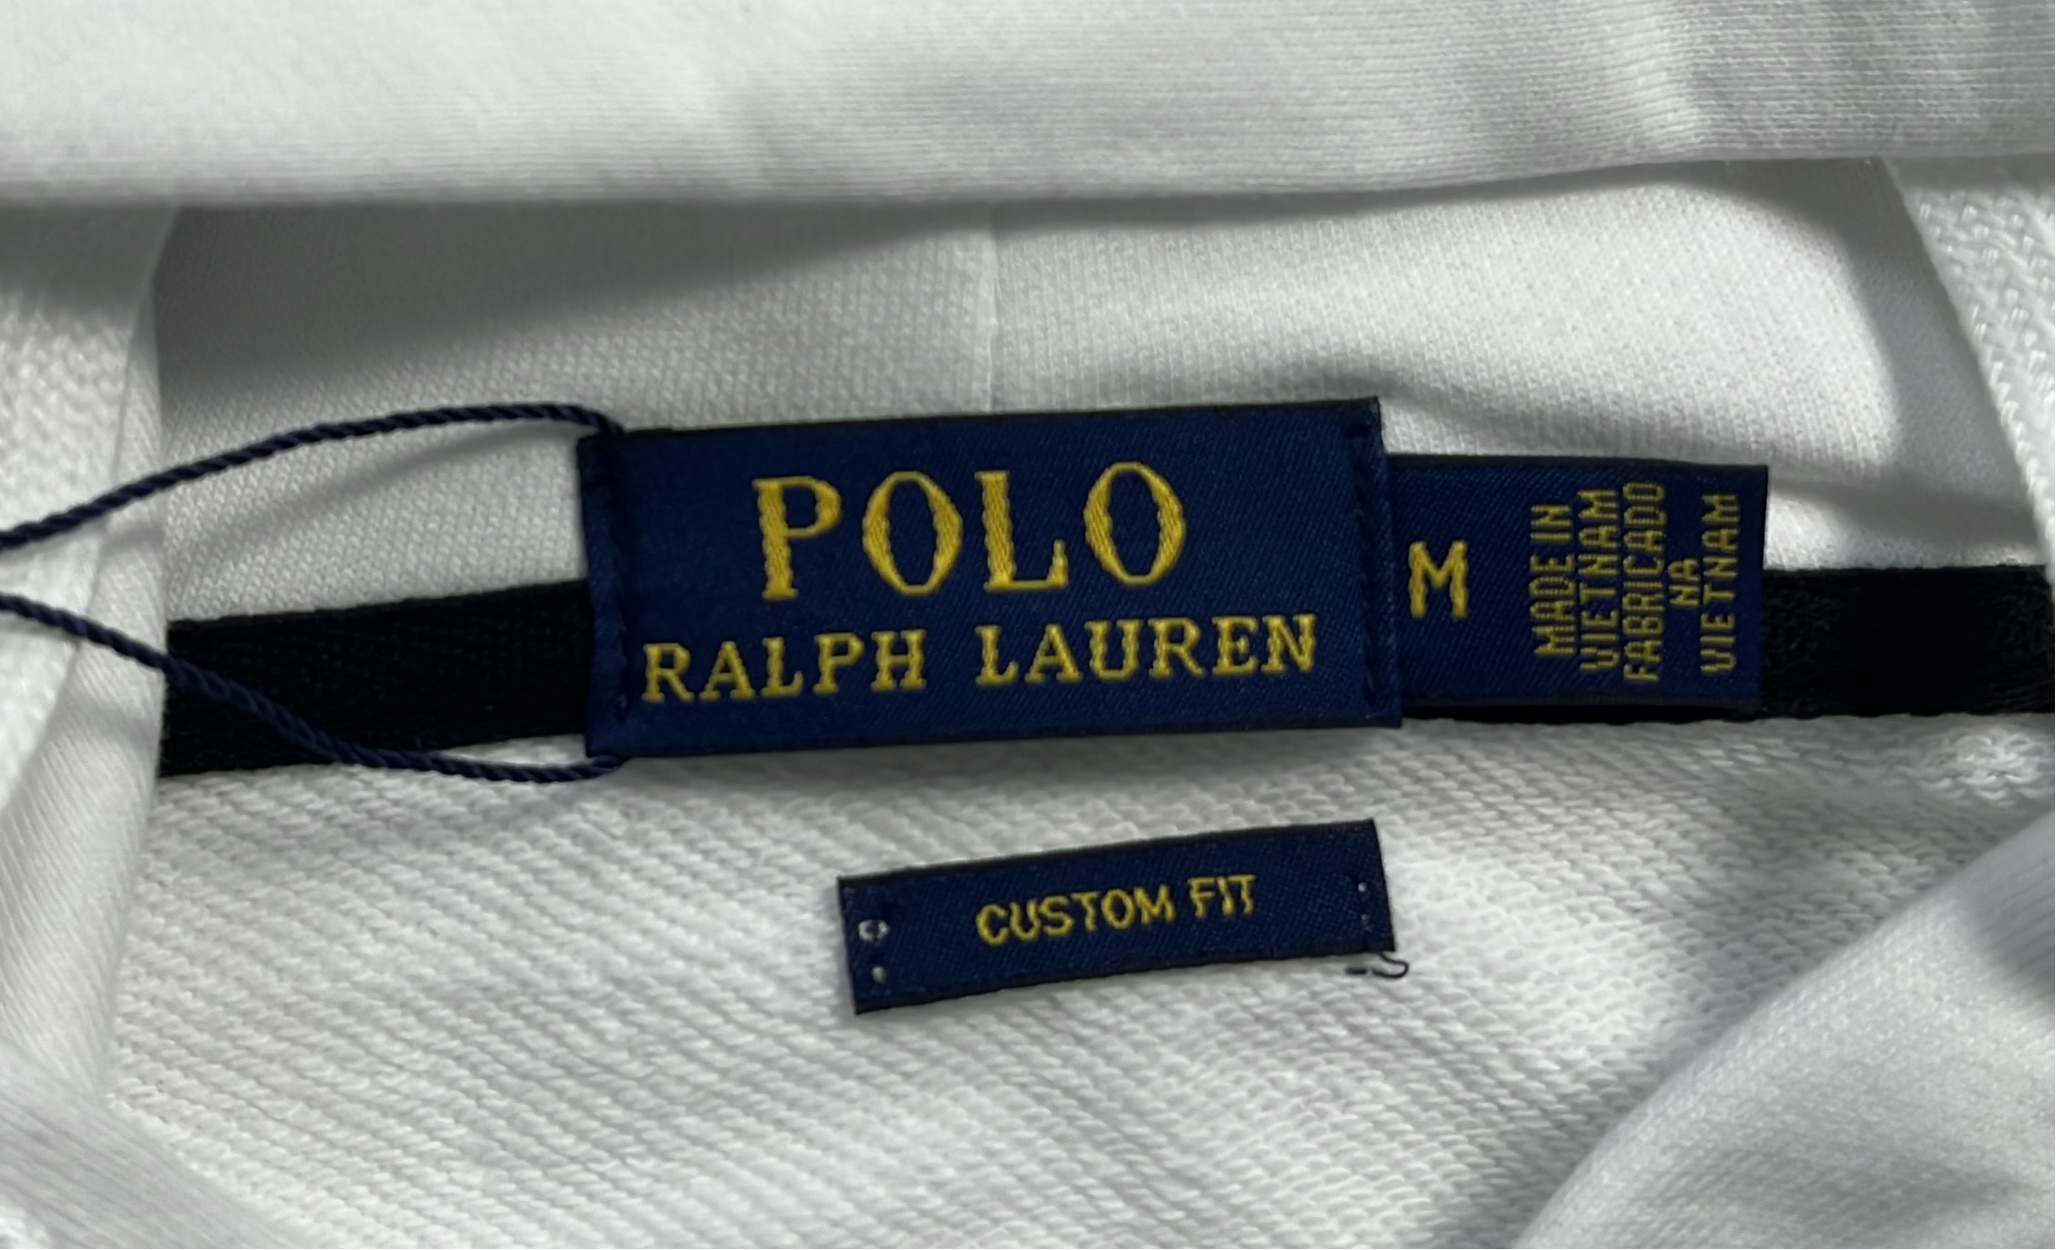 POLO
RALPH LAUREN
M
MADE IN
VIETNAM
FABRICADO
NA
VIETNAM
CUSTOM FIT